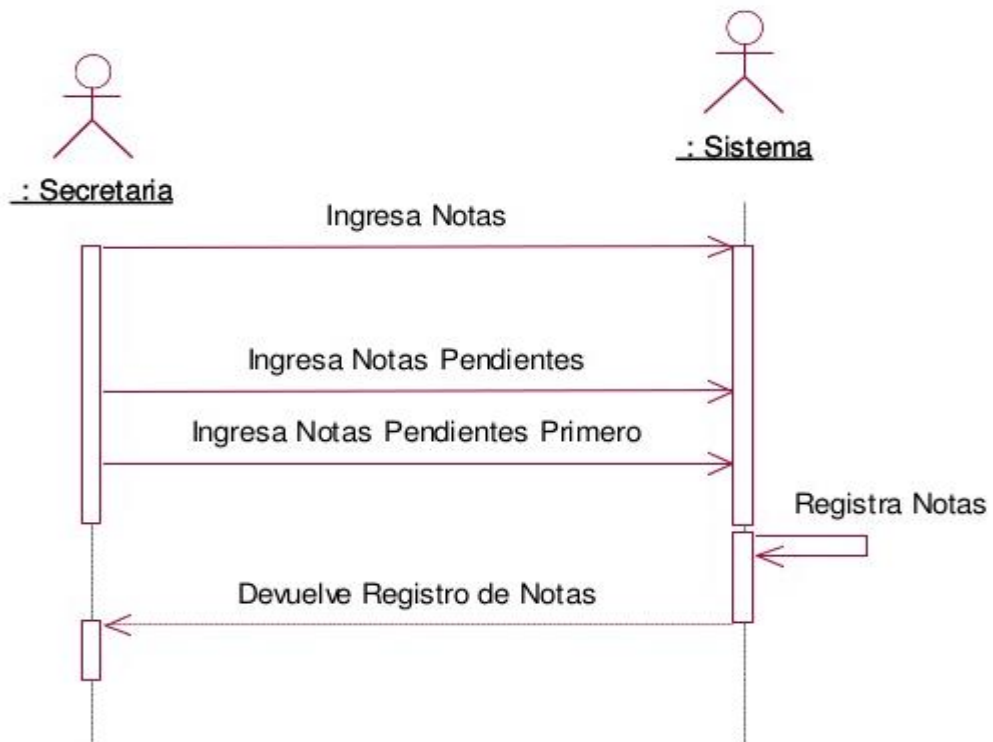 : Sistema
: Secretaria
Ingresa Notas
Ingresa Notas Pendientes
Ingresa Notas Pendientes Primero
Registra Notas
Devuelve Registro de Notas